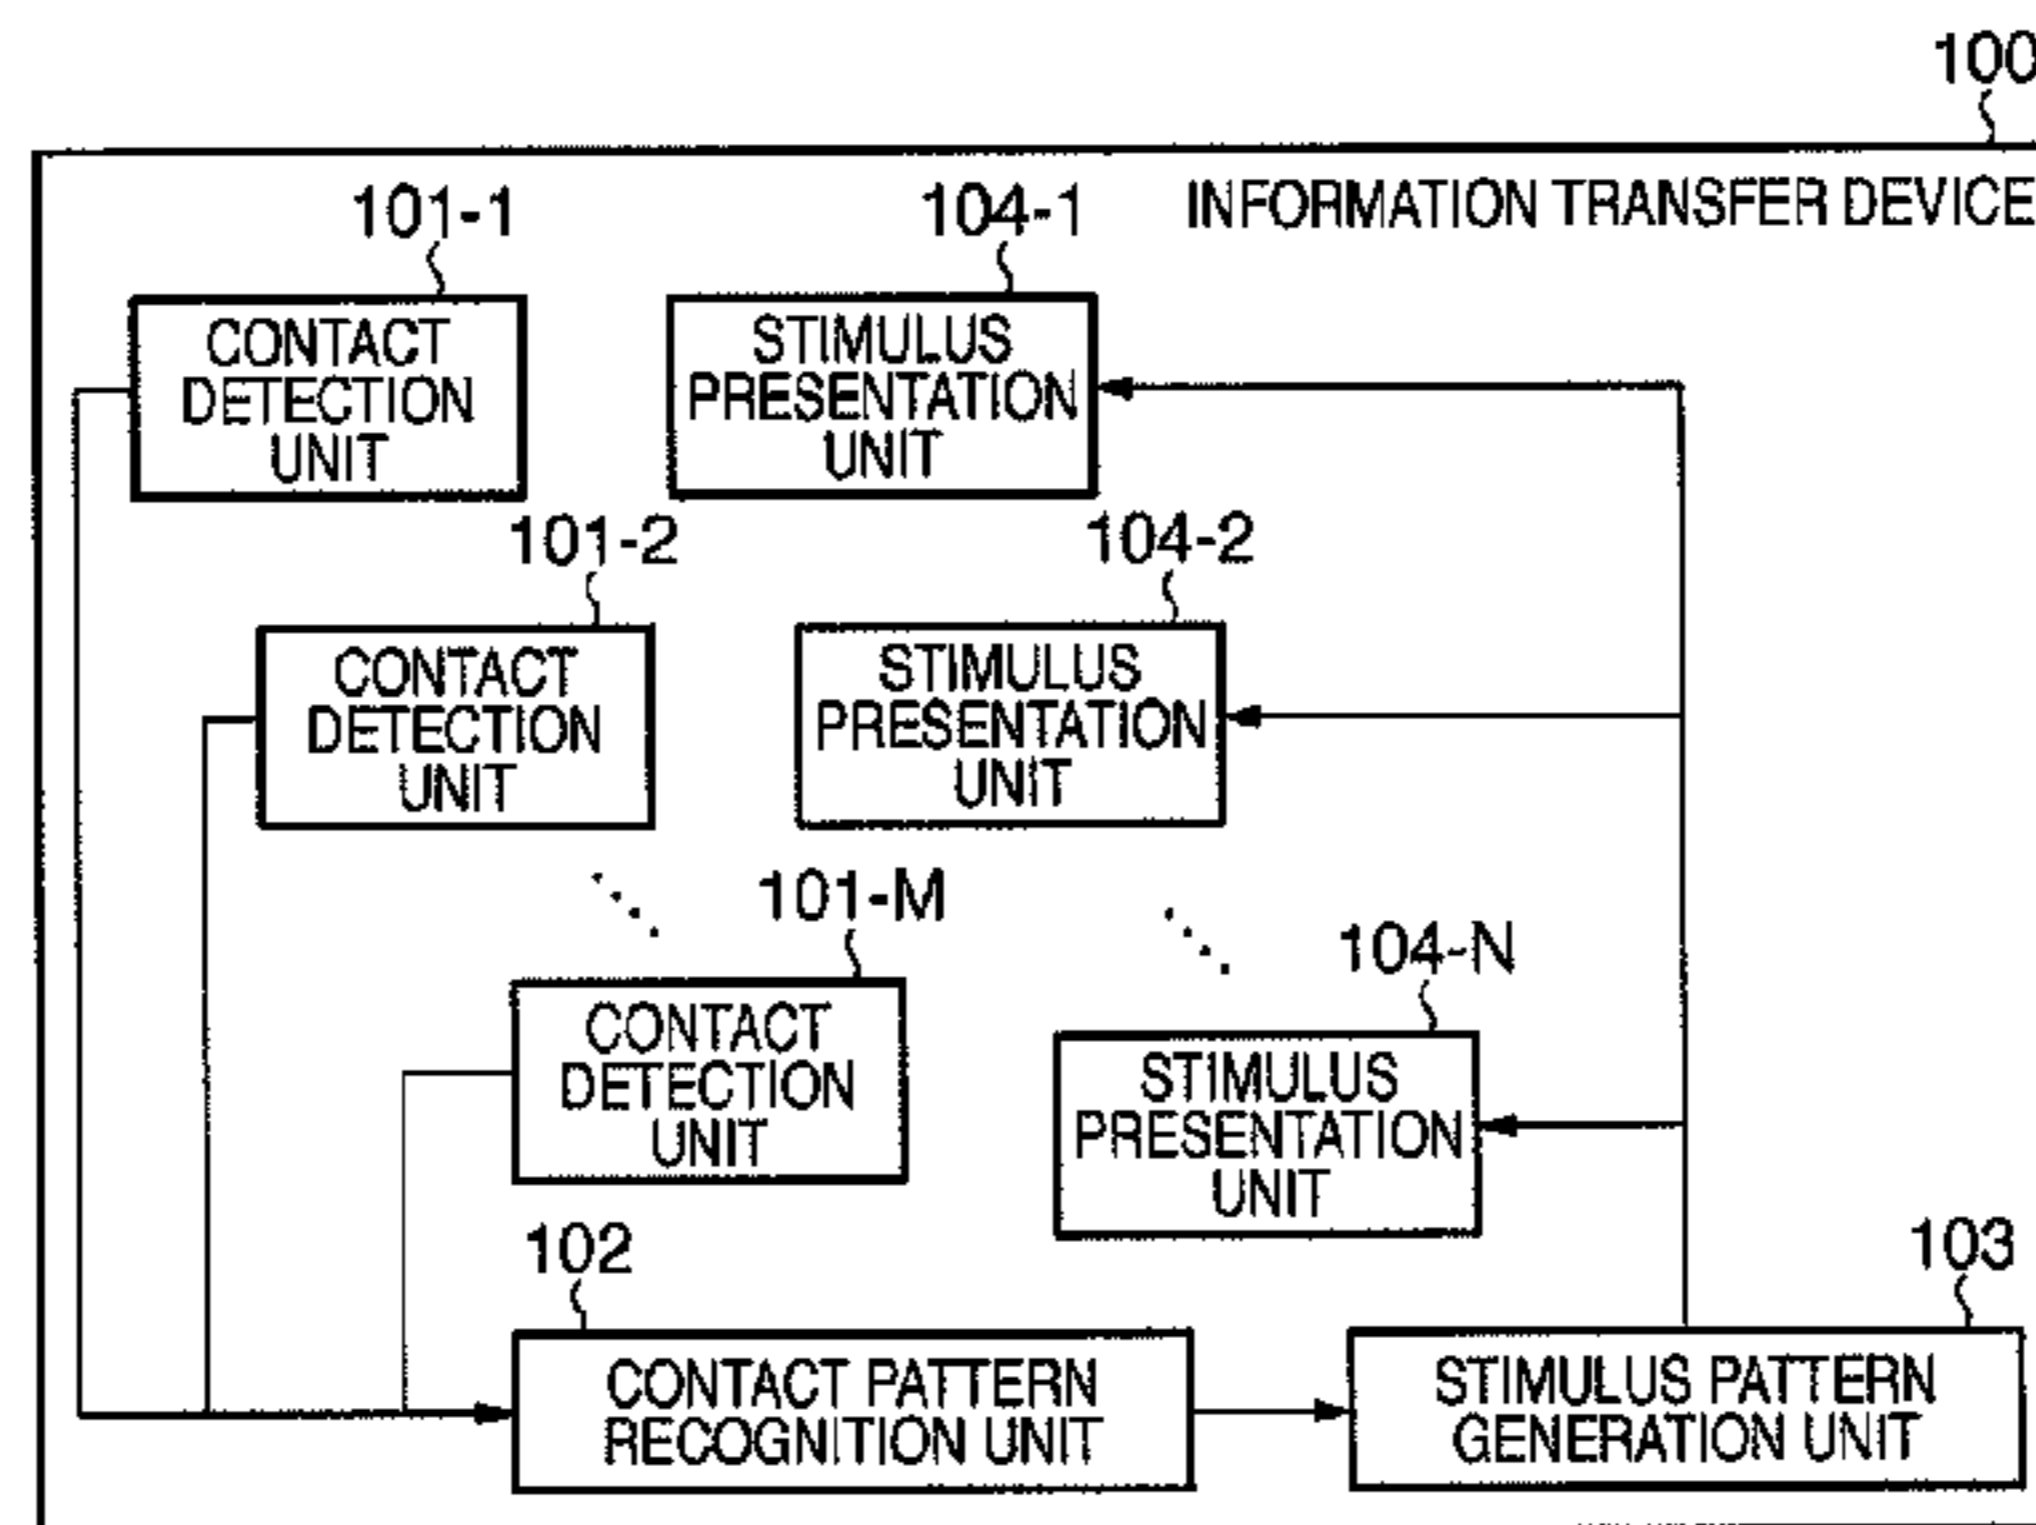 100
INFORMATION TRANSFER DEVICE
101-1
104-1
CONTACT
DETECTION
UNIT
STIMULUS
PRESENTATION
UNIT
101-2
104-2
CONTACT
DETECTION
UNIT
STIMULUS
PRESENTATION
UNIT
101-M
104-N
CONTACT
DETECTION
UNIT
STIMULUS
PRESENTATION
UNIT
102
103
CONTACT PATTERN
RECOGNITION UNIT
STIMULUS PATTERN
GENERATION UNIT